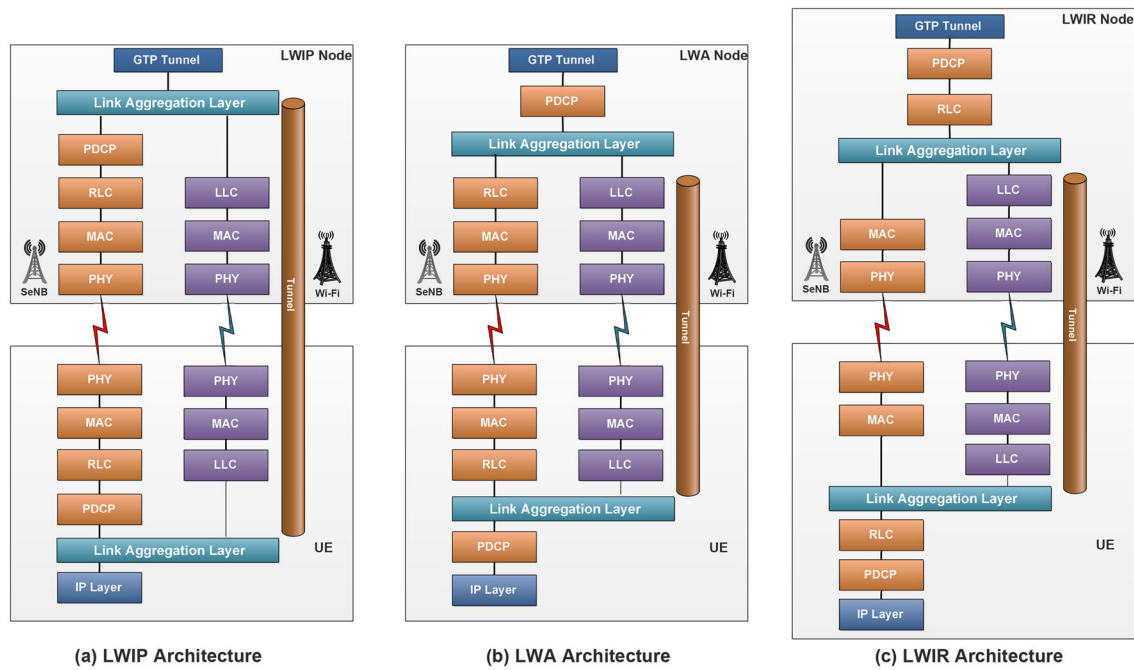 LWIP Node
GTP Tunnel
Link Aggregation Layer
PDCP
RLC
LLC
MAC
MAC
PHY
PHY
SeNB
Wi-Fi
Tunnel
PHY
PHY
MAC
MAC
RLC
LLC
PDCP
Link Aggregation Layer
UE
IP Layer
(a) LWIP Architecture
LWA Node
GTP Tunnel
PDCP
Link Aggregation Layer
RLC
LLC
MAC
MAC
PHY
PHY
SeNB
Wi-Fi
Tunnel
PHY
PHY
MAC
MAC
RLC
LLC
Link Aggregation Layer
PDCP
UE
IP Layer
(b) LWA Architecture
LWIR Node
GTP Tunnel
PDCP
RLC
Link Aggregation Layer
LLC
MAC
MAC
PHY
PHY
SeNB
Wi-Fi
Tunnel
PHY
PHY
MAC
MAC
LLC
Link Aggregation Layer
RLC
UE
PDCP
IP Layer
(c) LWIR Architecture